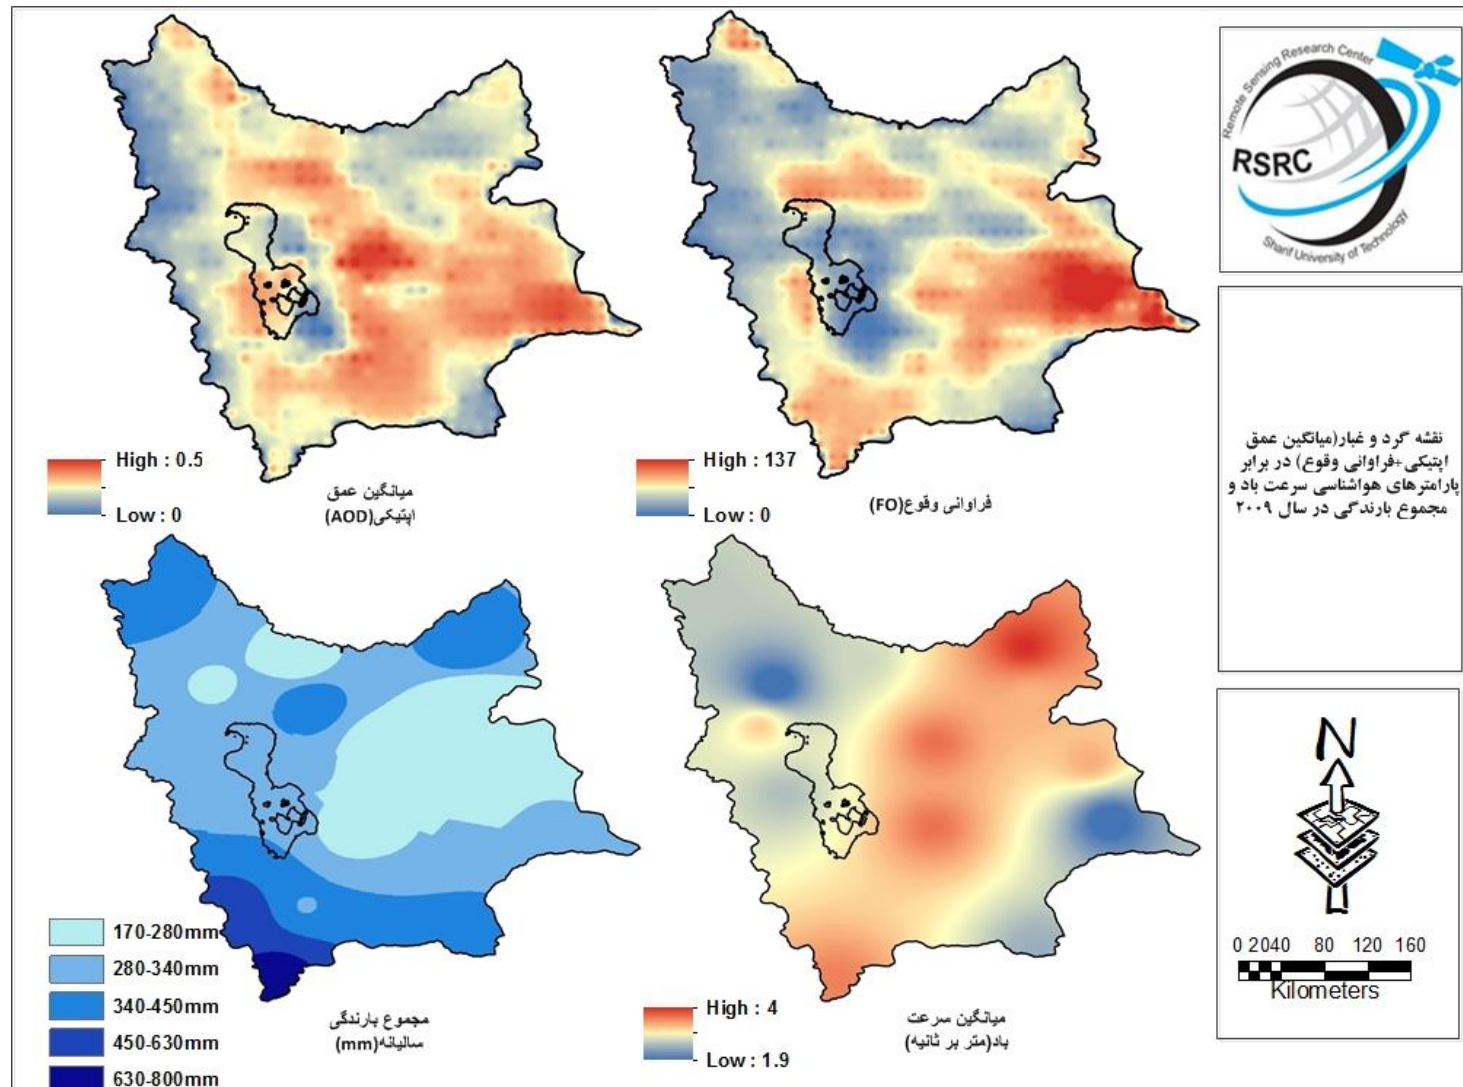 High : 0.5
Low : 0
میانگین عمق
اپتیکی(AOD)
High : 137
Low : 0
فراوانی وقوع(FO)
Remote Sensing Research Center
RSRC
Sharif University of Technology
نقشه گرد و غبار(میانگین عمق
اپتیکی+فراوانی وقوع) در برابر
پارامترهای هواشناسی سرعت باد و
مجموع بارندگی در سال ۲۰۰۹
170-280mm
280-340mm
340-450mm
450-630mm
630-800mm
مجموع بارندگی
سالیانه(mm)
High : 4
Low : 1.9
میانگین سرعت
باد(متر بر ثانیه)
N
0 20 40 80 120 160
Kilometers